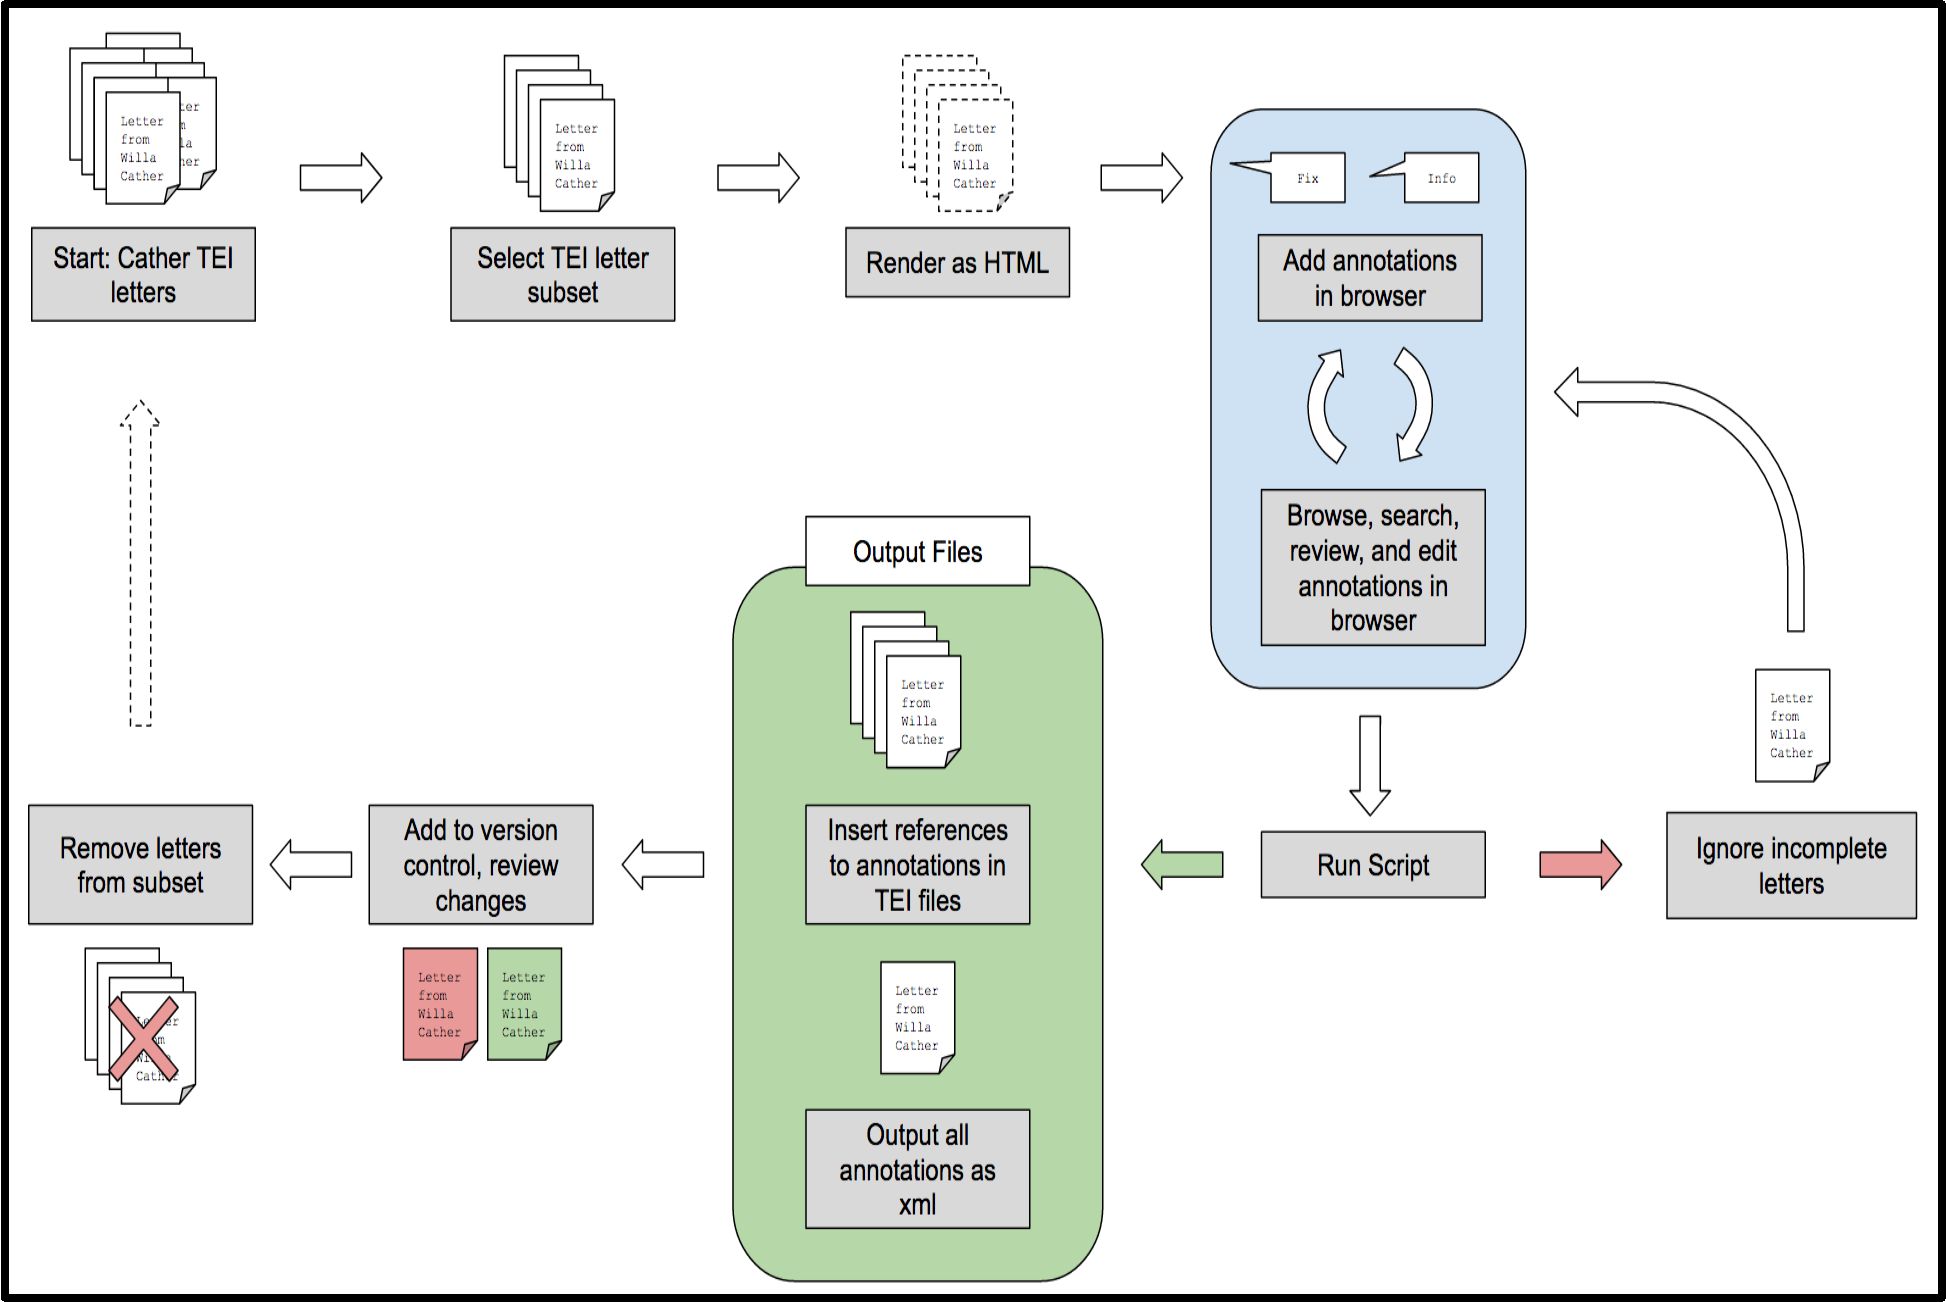 Letter
from
Willa
Cather
ter
m
la
her
Start: Cather TEI
letters
Letter
from
Willa
Cather
Select TEI letter
subset
Letter
from
Willa
Cather
Render as HTML
Fix
Info
Add annotations
in browser
Browse, search,
review, and edit
annotations in
browser
Output Files
Letter
from
Willa
Cather
Insert references
to annotations in
TEI files
Letter
from
Willa
Cather
Output all
annotations as
xml
Run Script
Letter
from
Willa
Cather
Ignore incomplete
letters
Add to version
control, review
changes
Letter
from
Willa
Cather
Letter
from
Willa
Cather
Remove letters
from subset